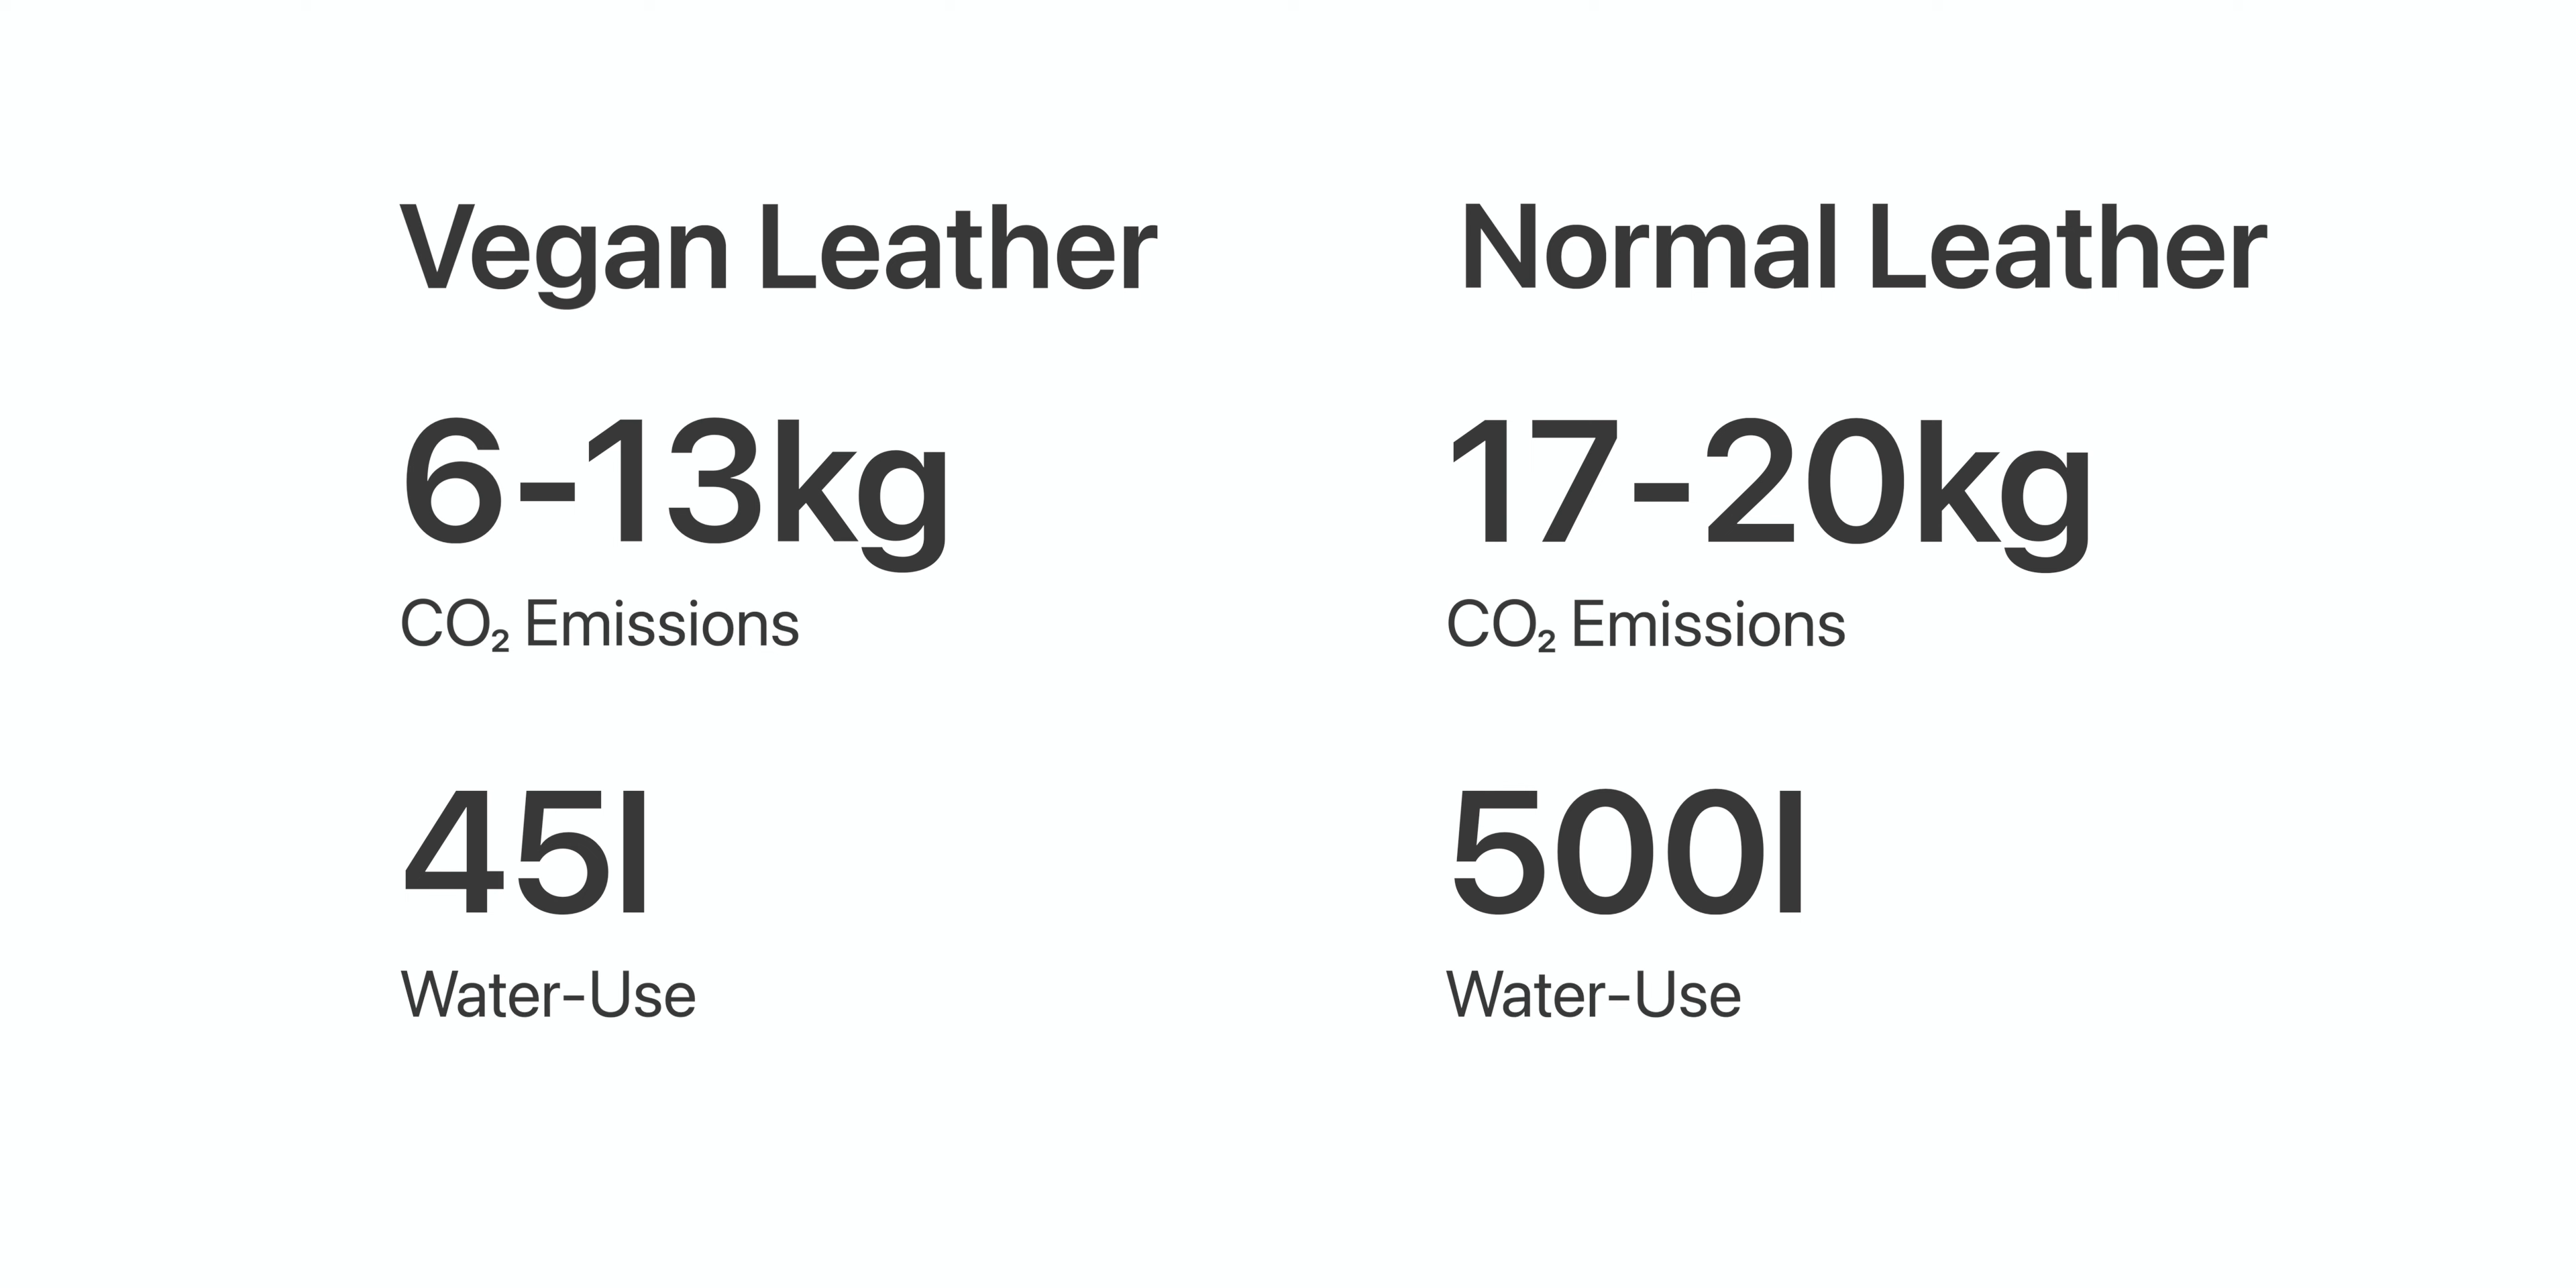 Vegan Leather
6-13kg
CO₂ Emissions
45l
Water-Use
Normal Leather
17-20kg
CO₂ Emissions
500l
Water-Use